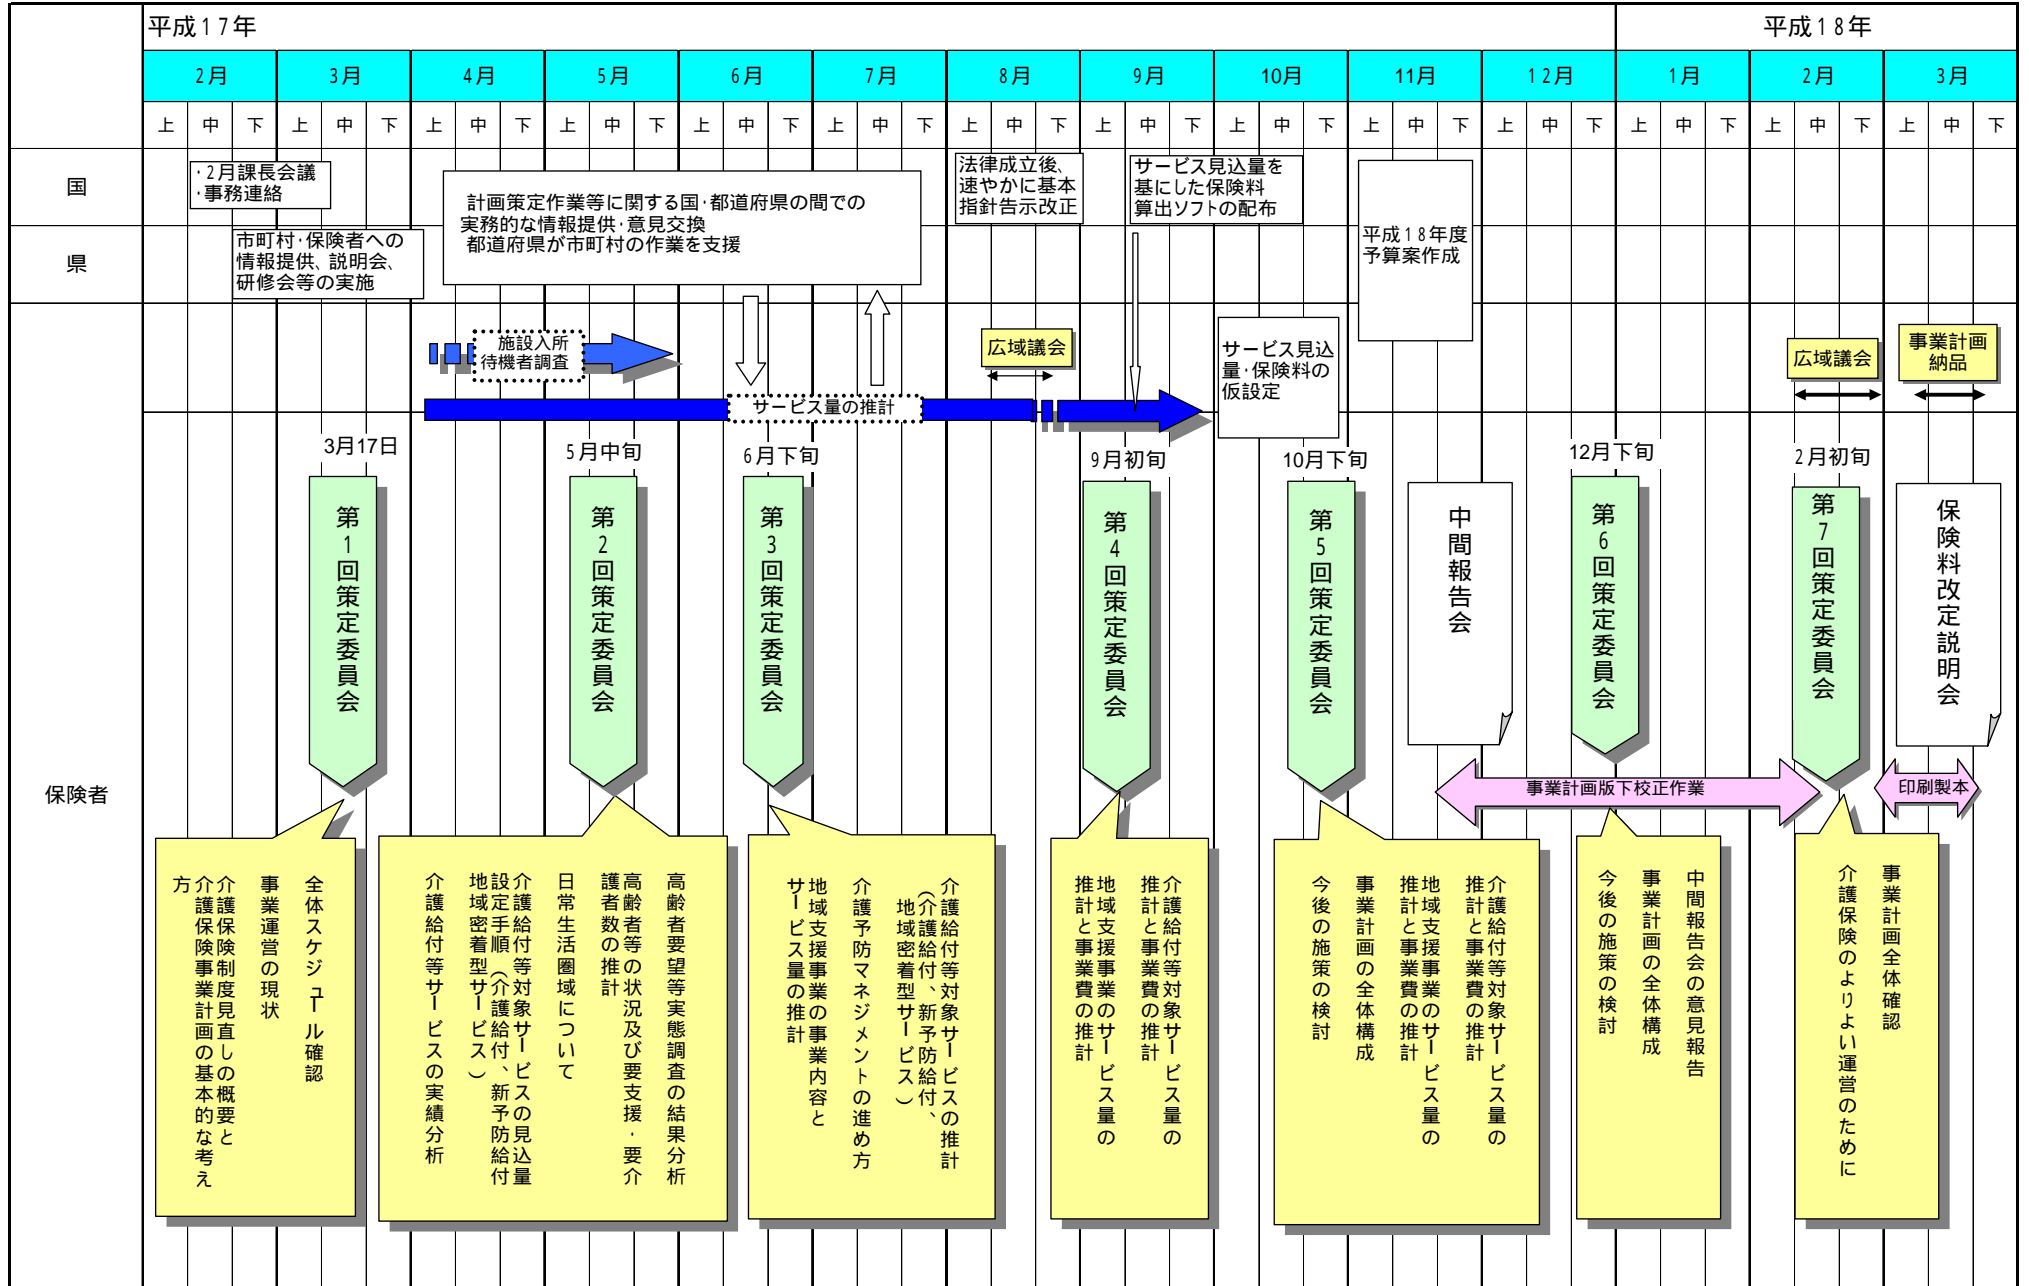 平成17年
平成18年
2月
3月
4月
5月
6月
7月
8月
9月
10月
11月
12月
1月
2月
3月
上 中 下 上 中 下 上 中 下 上 中 下 上 中 下 上 中 下 上 中 下 上 中 下 上 中 下 上 中 下 上 中 下 上 中 下 上 中 下 上 中 下
国
・2月課長会議
・事務連絡
計画策定作業等に関する国・都道府県の間での
実務的な情報提供・意見交換
都道府県が市町村の作業を支援
法律成立後、
速やかに基本
指針告示改正
サービス見込量を
基にした保険料
算出ソフトの配布
平成18年度
予算案作成
県
市町村・保険者への
情報提供、説明会、
研修会等の実施
保険者
施設入所
待機者調査
サービス量の推計
広域議会
サービス見込
量・保険料の
仮設定
広域議会
事業計画
納品
3月17日
第1回策定委員会
5月中旬
第2回策定委員会
6月下旬
第3回策定委員会
9月初旬
第4回策定委員会
10月下旬
第5回策定委員会
中間報告会
12月下旬
第6回策定委員会
2月初旬
第7回策定委員会
保険料改定説明会
事業計画版下校正作業
印刷製本
全体スケジュール確認
事業運営の現状
介護保険制度見直しの概要と
介護保険事業計画の基本的な考え
方
高齢者要望等実態調査の結果分析
高齢者等の状況及び要支援・要介
護者数の推計
日常生活圏域について
介護給付等対象サービスの見込量
設定手順（介護給付、新予防給付
地域密着型サービス）
介護給付等サービスの実績分析
介護給付等対象サービスの推計
（介護給付、新予防給付、
地域密着型サービス）
介護予防マネジメントの進め方
地域支援事業の事業内容と
サービス量の推計
介護給付等対象サービス量の
推計と事業費の推計
地域支援事業のサービス量の
推計と事業費の推計
介護給付等対象サービス量の
推計と事業費の推計
地域支援事業のサービス量の
推計と事業費の推計
事業計画の全体構成
今後の施策の検討
中間報告会の意見報告
事業計画の全体構成
今後の施策の検討
事業計画全体確認
介護保険のよりよい運営のために